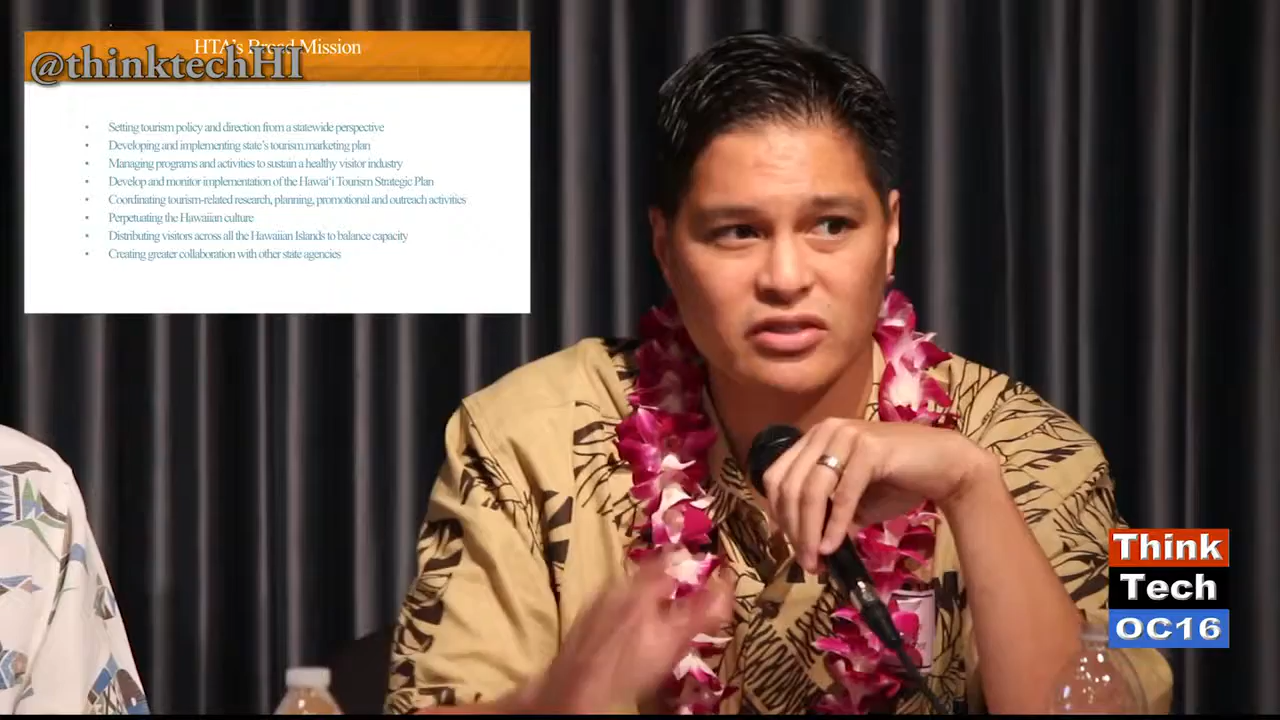 HTA's Broad Mission
@thinktechHI
• Setting tourism policy and direction from a statewide perspective
• Developing and implementing state's tourism marketing plan
• Managing programs and activities to sustain a healthy visitor industry
• Develop and monitor implementation of the Hawai'i Tourism Strategic Plan
• Coordinating tourism-related research, planning, promotional and outreach activities
• Perpetuating the Hawaiian culture
• Distributing visitors across all the Hawaiian Islands to balance capacity
• Creating greater collaboration with other state agencies
Think
Tech
OC16